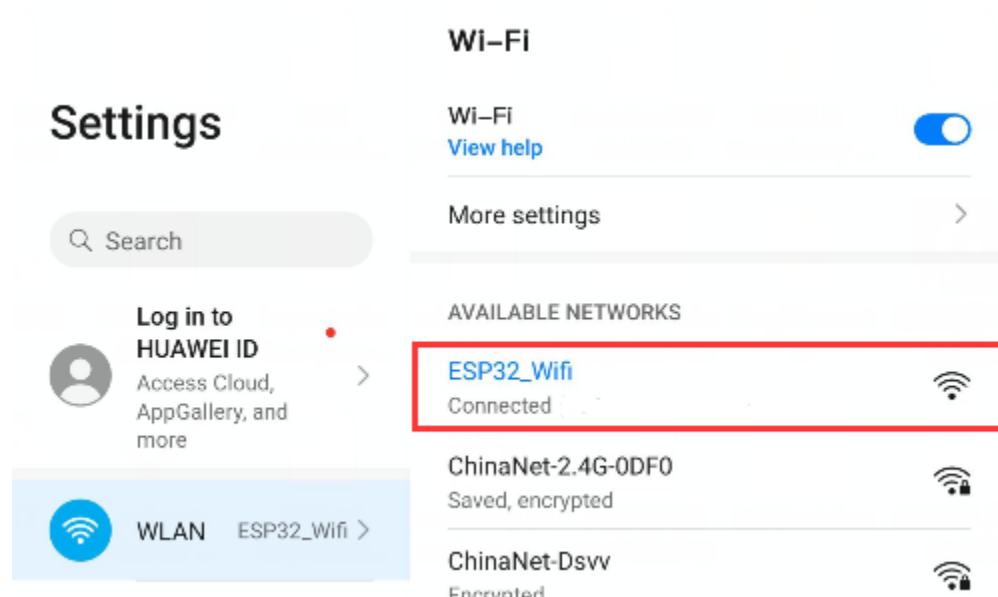 Settings
Search
Log in to
HUAWEI ID
Access Cloud,
AppGallery, and
more
WLAN ESP32_Wifi
Wi-Fi
Wi-Fi
View help
More settings
AVAILABLE NETWORKS
ESP32_Wifi
Connected
ChinaNet-2.4G-0DF0
Saved, encrypted
ChinaNet-Dsvv
Encrypted